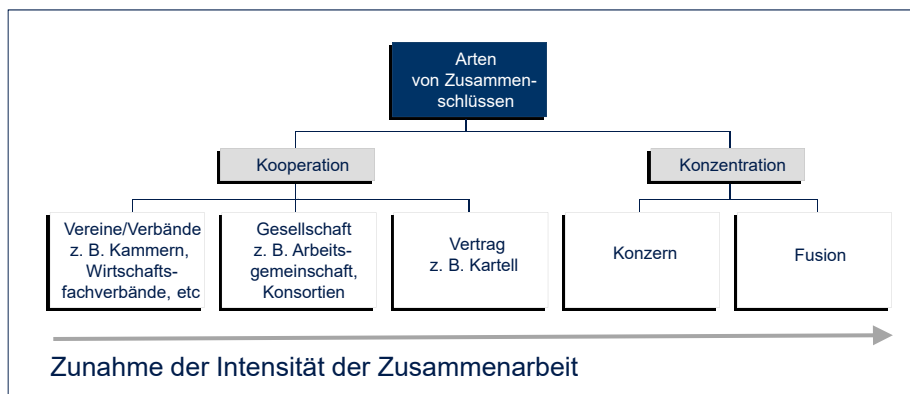 Arten
von Zusammen-
schlüssen
Kooperation
Konzentration
Vereine/Verbände
z. B. Kammern,
Wirtschafts-
fachverbände, etc
Gesellschaft
z. B. Arbeits-
gemeinschaft,
Konsortien
Vertrag
z. B. Kartell
Konzern
Fusion
Zunahme der Intensität der Zusammenarbeit